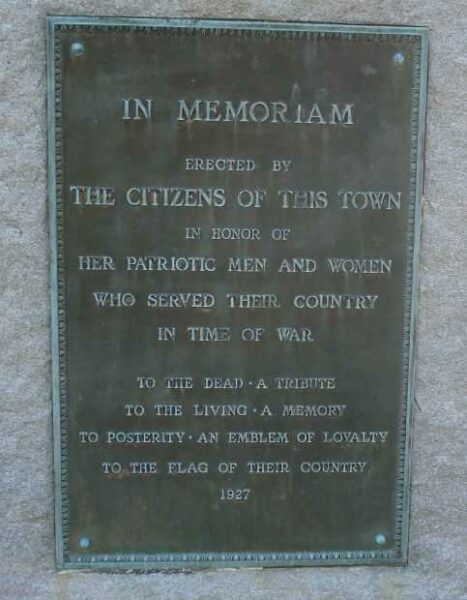 IN MEMORIAM
ERECTED BY
THE CITIZENS OF THIS TOWN
IN HONOR OF
HER PATRIOTIC MEN AND WOMEN
WHO SERVED THEIR COUNTRY
IN TIME OF WAR
TO THE DEAD · A TRIBUTE
TO THE LIVING · A MEMORY
TO POSTERITY · AN EMBLEM OF LOYALTY
TO THE FLAG OF THEIR COUNTRY
1927